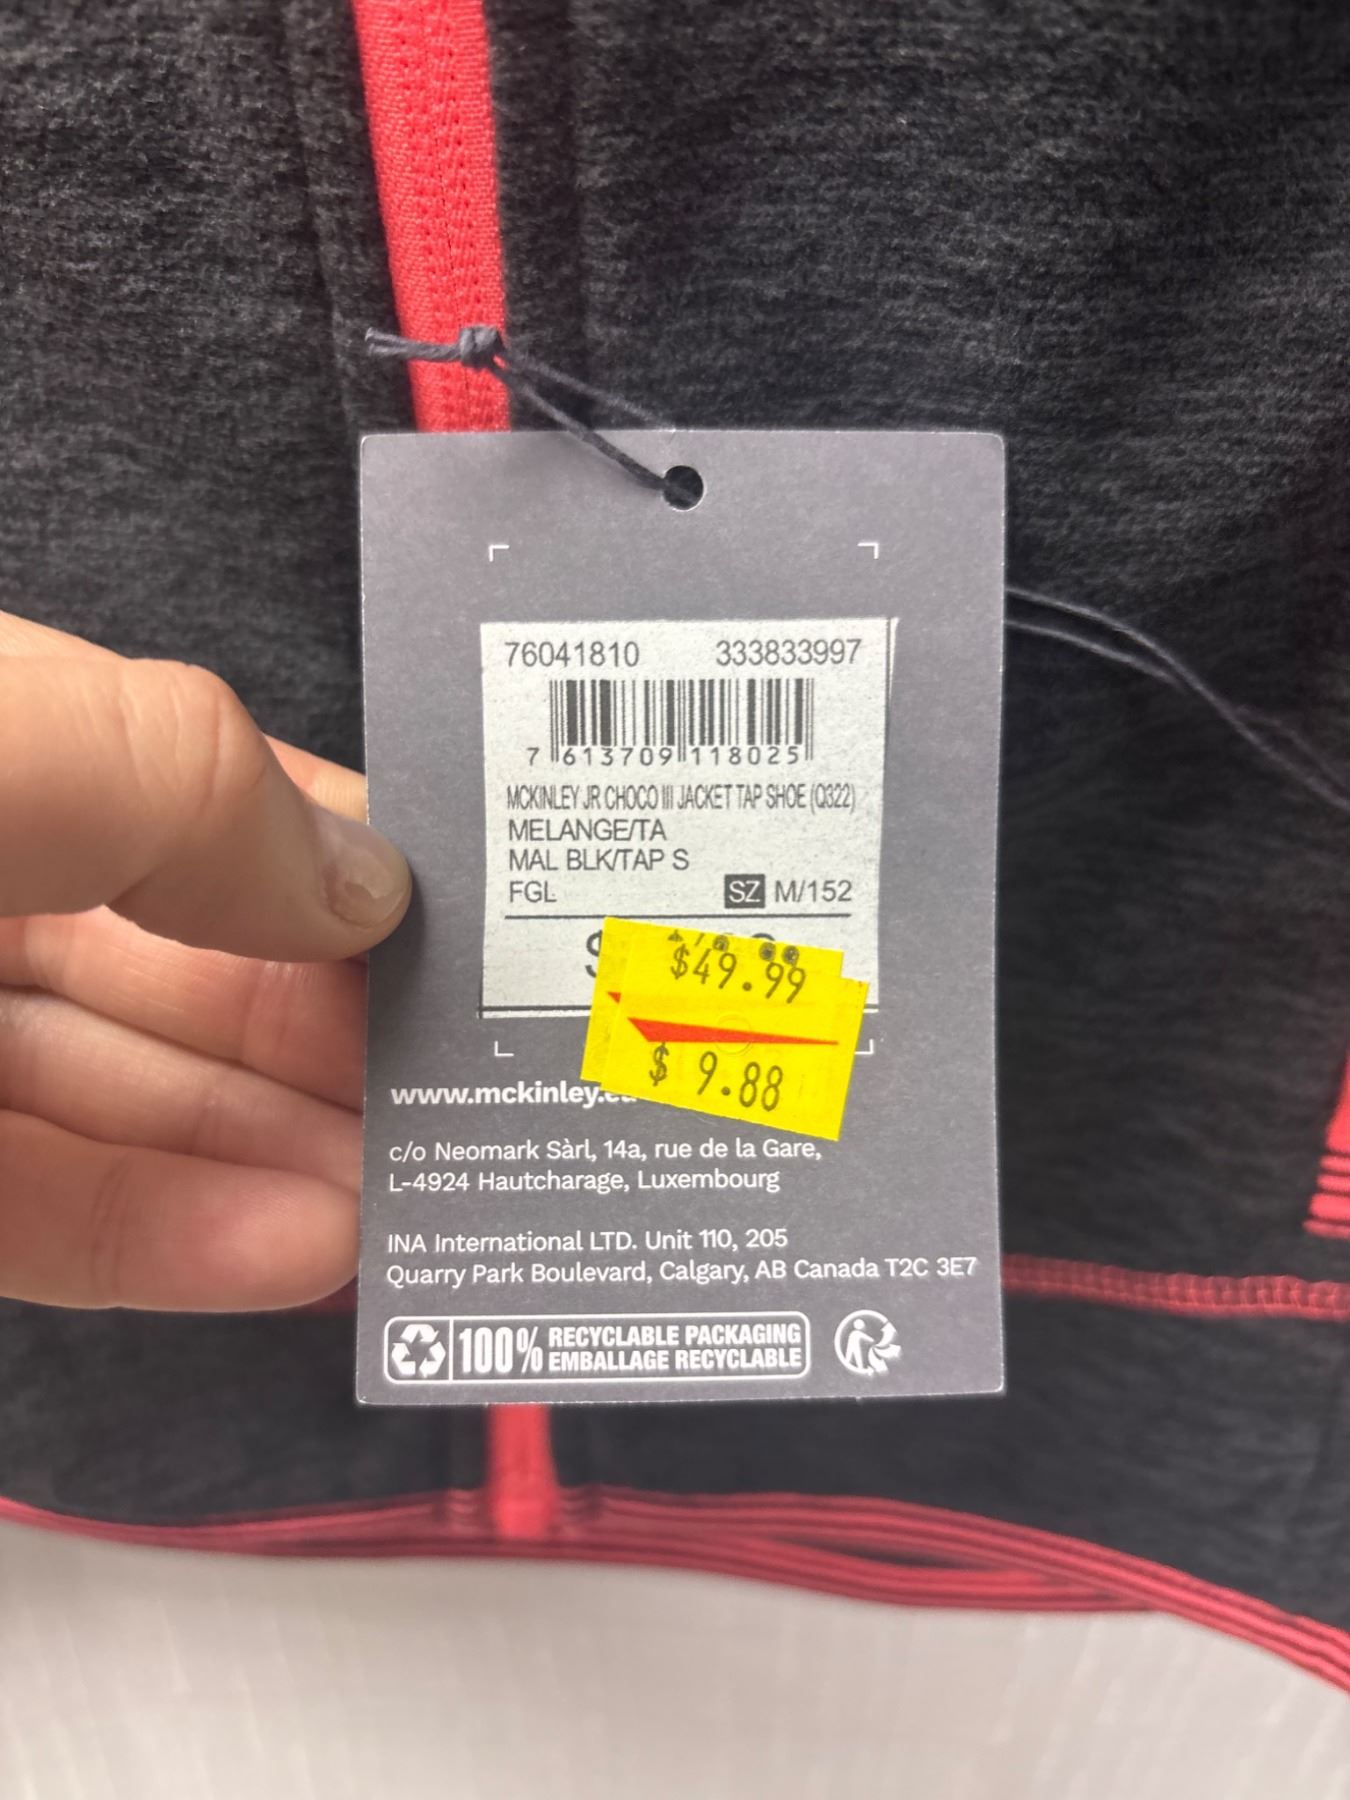 76041810 333833997
7 613709 118025
MCKINLEY JR CHOCO III JACKET TAP SHOE (Q322)
MELANGE/TA
MAL BLK/TAP S
FGL SZ M/152
$
$49.99
$ 9.88
www.mckinley.eu
c/o Neomark Sàrl, 14a, rue de la Gare,
L-4924 Hautcharage, Luxembourg
INA International LTD. Unit 110, 205
Quarry Park Boulevard, Calgary, AB Canada T2C 3E7
100% RECYCLABLE PACKAGING
EMBALLAGE RECYCLABLE